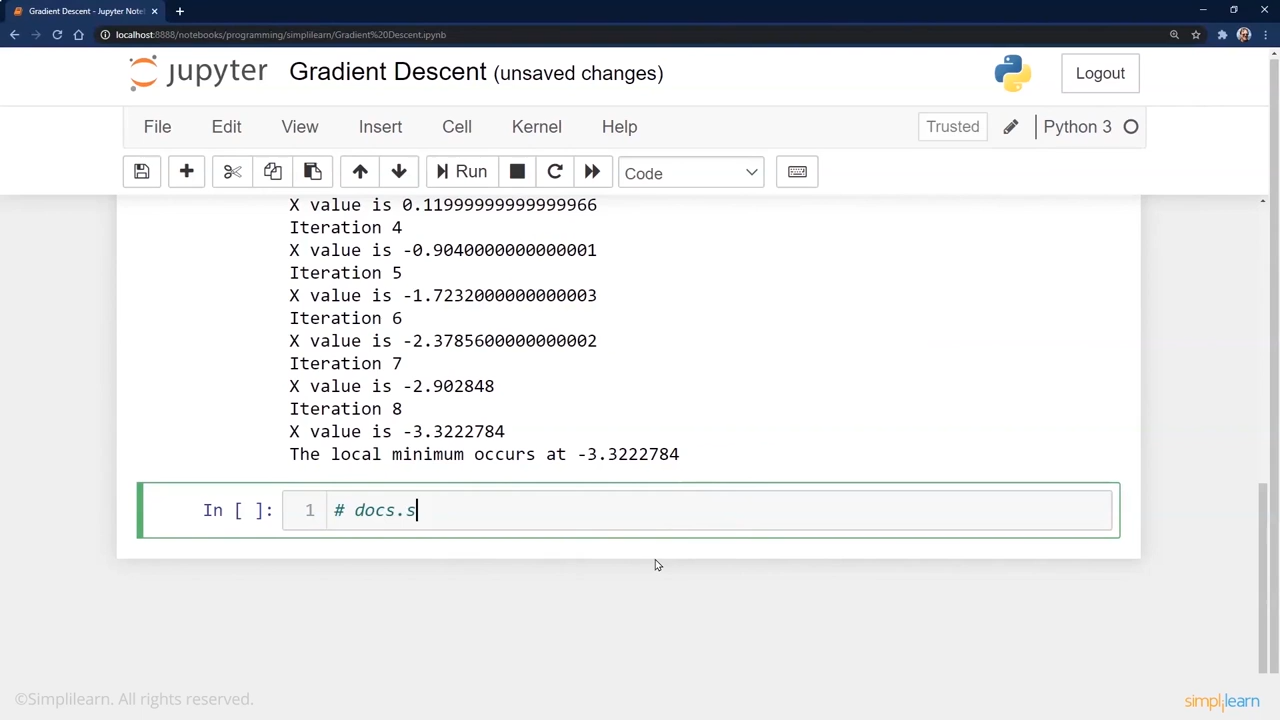 Gradient Descent - Jupyter Note
localhost:8888/notebooks/programming/simplilearn/Gradient%20Descent.ipynb
jupyter Gradient Descent (unsaved changes) Logout
File Edit View Insert Cell Kernel Help Trusted Python 3
Run Code
X value is 0.11999999999999966
Iteration 4
X value is -0.9040000000000001
Iteration 5
X value is -1.7232000000000003
Iteration 6
X value is -2.3785600000000002
Iteration 7
X value is -2.902848
Iteration 8
X value is -3.3222784
The local minimum occurs at -3.3222784
In [ ]: 1 # docs.s
©Simplilearn. All rights reserved.
simplilearn